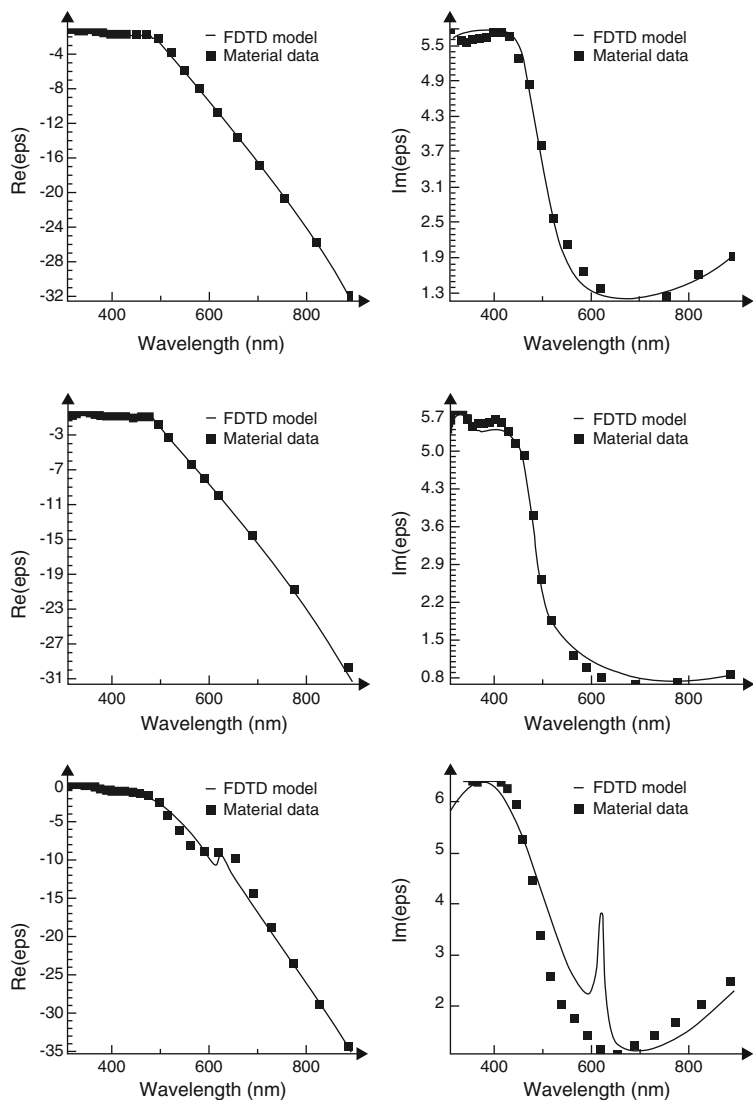 – FDTD model
■ Material data
Re(eps)
-4
-8
-12
-16
-20
-24
-28
-32
400
600
800
Wavelength (nm)
– FDTD model
■ Material data
Im(eps)
5.5
4.9
4.3
3.7
3.1
2.5
1.9
1.3
400
600
800
Wavelength (nm)
– FDTD model
■ Material data
Re(eps)
-3
-7
-11
-15
-19
-23
-27
-31
400
600
800
Wavelength (nm)
– FDTD model
■ Material data
Im(eps)
5.7
5.0
4.3
3.6
2.9
2.2
1.5
0.8
400
600
800
Wavelength (nm)
– FDTD model
■ Material data
Re(eps)
0
-5
-10
-15
-20
-25
-30
-35
400
600
800
Wavelength (nm)
– FDTD model
■ Material data
Im(eps)
6
4
3
2
400
600
800
Wavelength (nm)